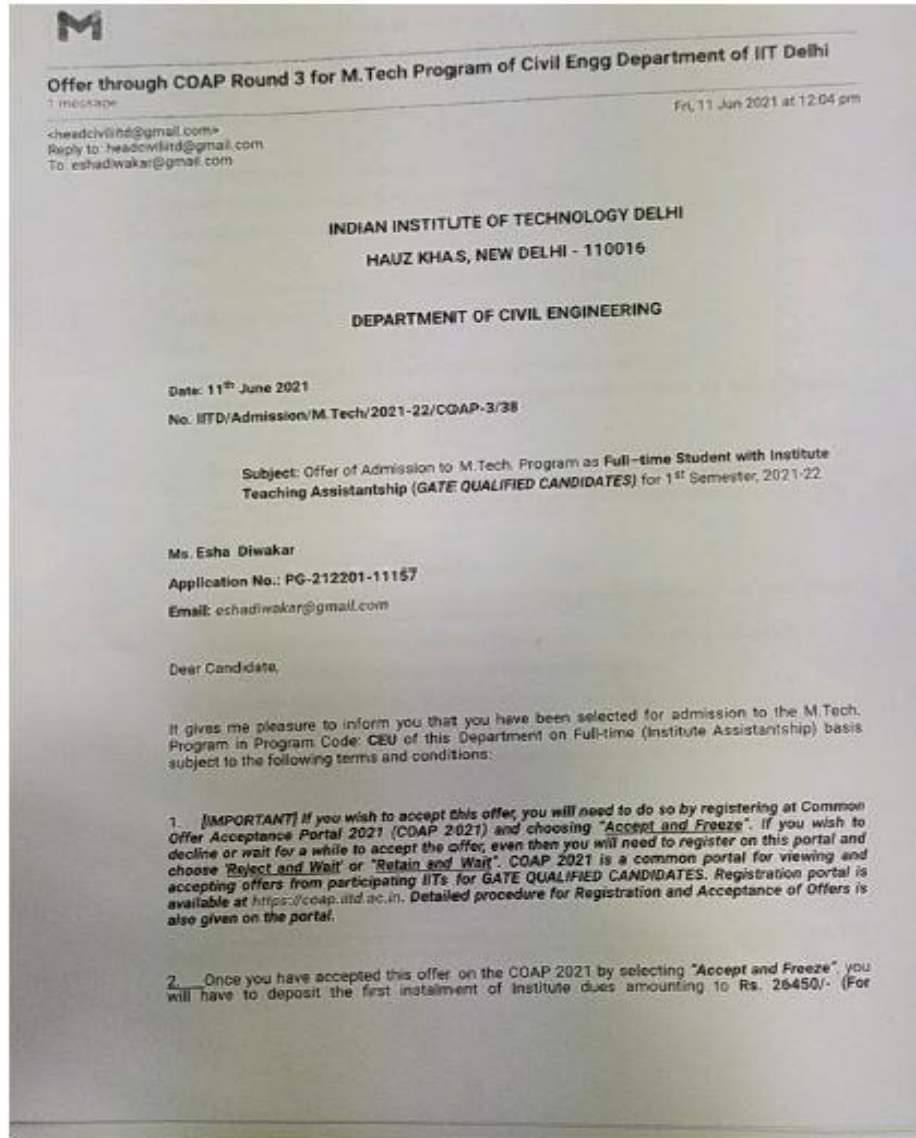 M
Offer through COAP Round 3 for M.Tech Program of Civil Engg Department of IIT Delhi
1 message
Fri, 11 Jun 2021 at 12:04 pm
<headciviliitd@gmail.com>
Reply to: headciviliitd@gmail.com
To: eshadiwakar@gmail.com
INDIAN INSTITUTE OF TECHNOLOGY DELHI
HAUZ KHAS, NEW DELHI - 110016
DEPARTMENT OF CIVIL ENGINEERING
Date: 11th June 2021
No. IITD/Admission/M.Tech/2021-22/COAP-3/38
Subject: Offer of Admission to M.Tech. Program as Full-time Student with Institute
Teaching Assistantship (GATE QUALIFIED CANDIDATES) for 1st Semester, 2021-22
Ms. Esha Diwakar
Application No.: PG-212201-11157
Email: eshadiwakar@gmail.com
Dear Candidate,
It gives me pleasure to inform you that you have been selected for admission to the M.Tech.
Program in Program Code: CEU of this Department on Full-time (Institute Assistantship) basis
subject to the following terms and conditions:
1. [IMPORTANT] If you wish to accept this offer, you will need to do so by registering at Common
Offer Acceptance Portal 2021 (COAP 2021) and choosing "Accept and Freeze". If you wish to
decline or wait for a while to accept the offer, even then you will need to register on this portal and
choose 'Reject and Wait' or "Retain and Wait". COAP 2021 is a common portal for viewing and
accepting offers from participating IITs for GATE QUALIFIED CANDIDATES. Registration portal is
available at https://coap.iitd.ac.in. Detailed procedure for Registration and Acceptance of Offers is
also given on the portal.
2. Once you have accepted this offer on the COAP 2021 by selecting "Accept and Freeze", you
will have to deposit the first instalment of Institute dues amounting to Rs. 26450/- (For